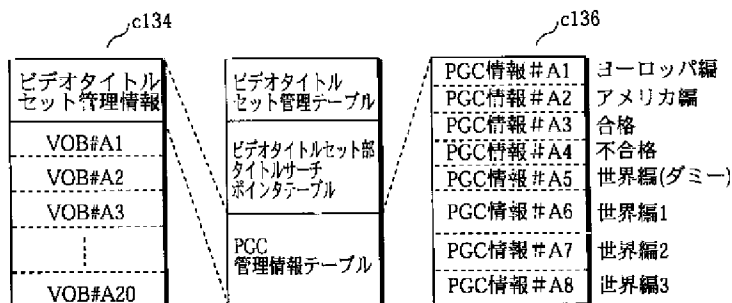 c134
c136
ビデオタイトル
セット管理情報
VOB#A1
VOB#A2
VOB#A3
VOB#A20
ビデオタイトル
セット管理テーブル
ビデオタイトルセット部
タイトルサーチ
ポインタテーブル
PGC
管理情報テーブル
PGC情報#A1 ヨーロッパ編
PGC情報#A2 アメリカ編
PGC情報#A3 合格
PGC情報#A4 不合格
PGC情報#A5 世界編(ダミー)
PGC情報#A6 世界編1
PGC情報#A7 世界編2
PGC情報#A8 世界編3